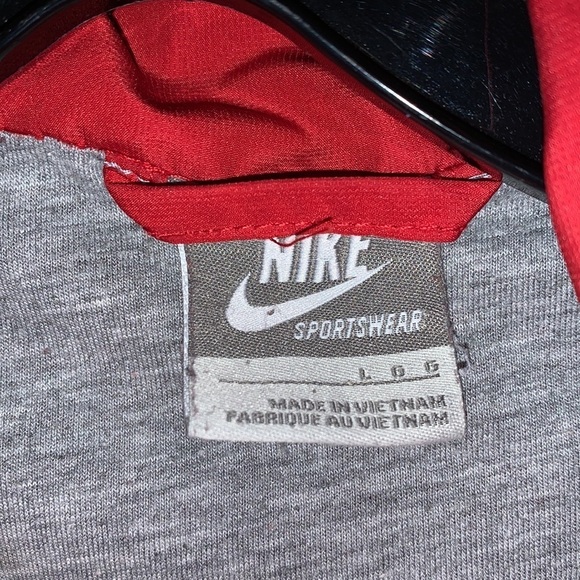 NIKE
SPORTSWEAR
L G G
MADE IN VIETNAM
FABRIQUE AU VIETNAM